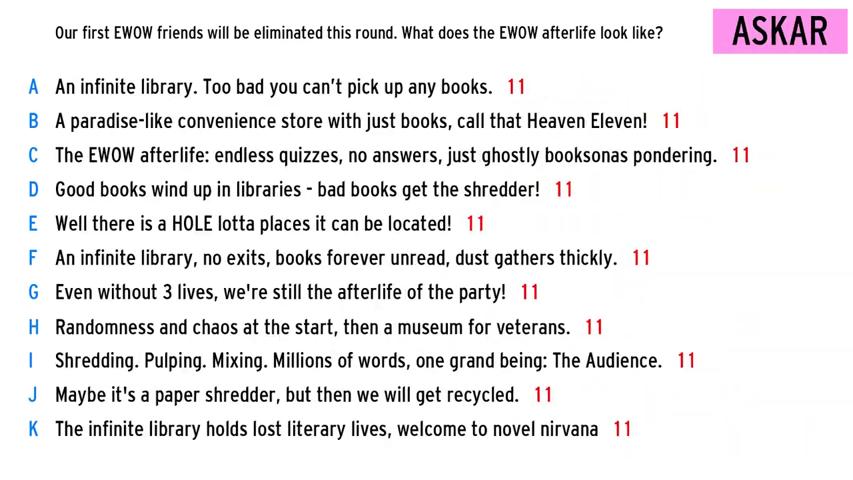 Our first EWOW friends will be eliminated this round. What does the EWOW afterlife look like?
ASKAR
A An infinite library. Too bad you can't pick up any books. 11
B A paradise-like convenience store with just books, call that Heaven Eleven! 11
C The EWOW afterlife: endless quizzes, no answers, just ghostly booksonas pondering. 11
D Good books wind up in libraries - bad books get the shredder! 11
E Well there is a HOLE lotta places it can be located! 11
F An infinite library, no exits, books forever unread, dust gathers thickly. 11
G Even without 3 lives, we're still the afterlife of the party! 11
H Randomness and chaos at the start, then a museum for veterans. 11
I Shredding. Pulping. Mixing. Millions of words, one grand being: The Audience. 11
J Maybe it's a paper shredder, but then we will get recycled. 11
K The infinite library holds lost literary lives, welcome to novel nirvana 11